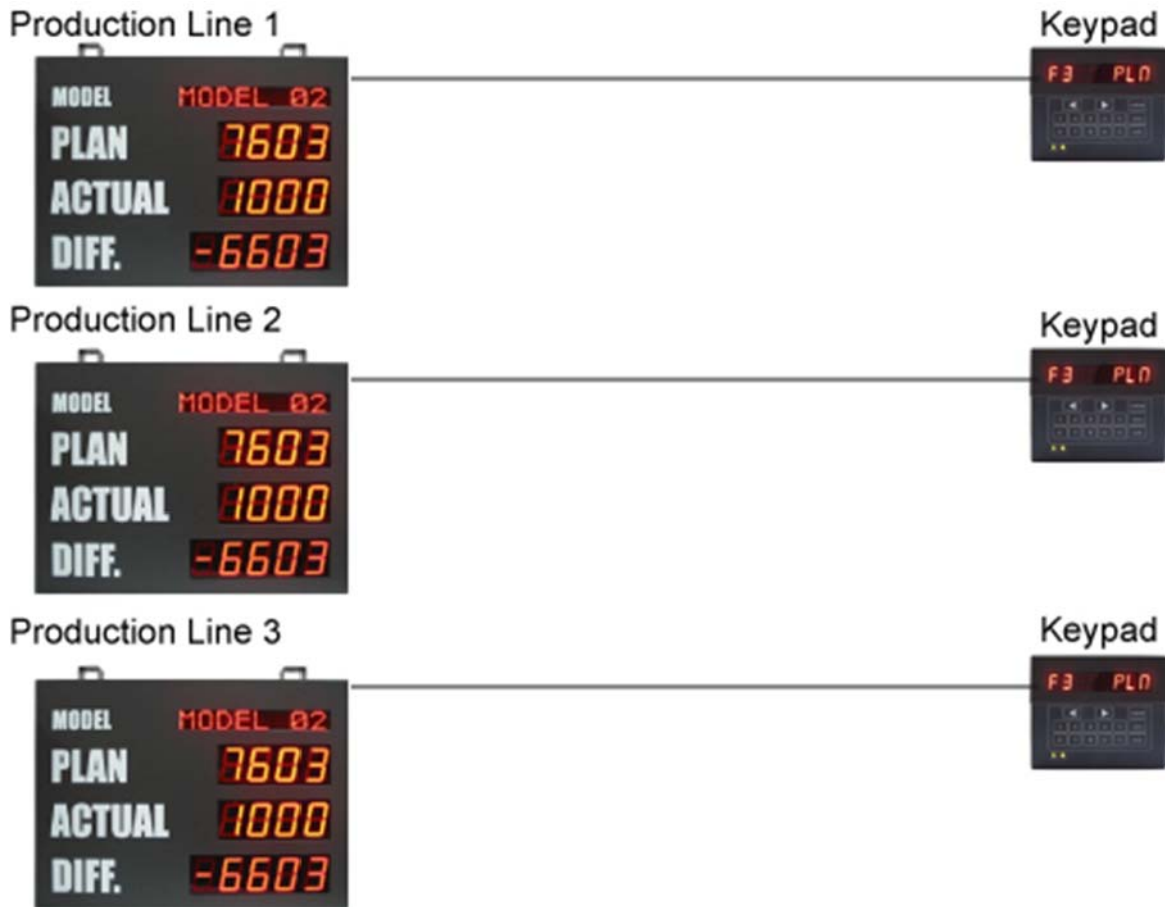 Production Line 1
Keypad
MODEL MODEL 02
PLAN 7603
ACTUAL 1000
DIFF. -6603
F3 PLN
Production Line 2
Keypad
MODEL MODEL 02
PLAN 7603
ACTUAL 1000
DIFF. -6603
F3 PLN
Production Line 3
Keypad
MODEL MODEL 02
PLAN 7603
ACTUAL 1000
DIFF. -6603
F3 PLN